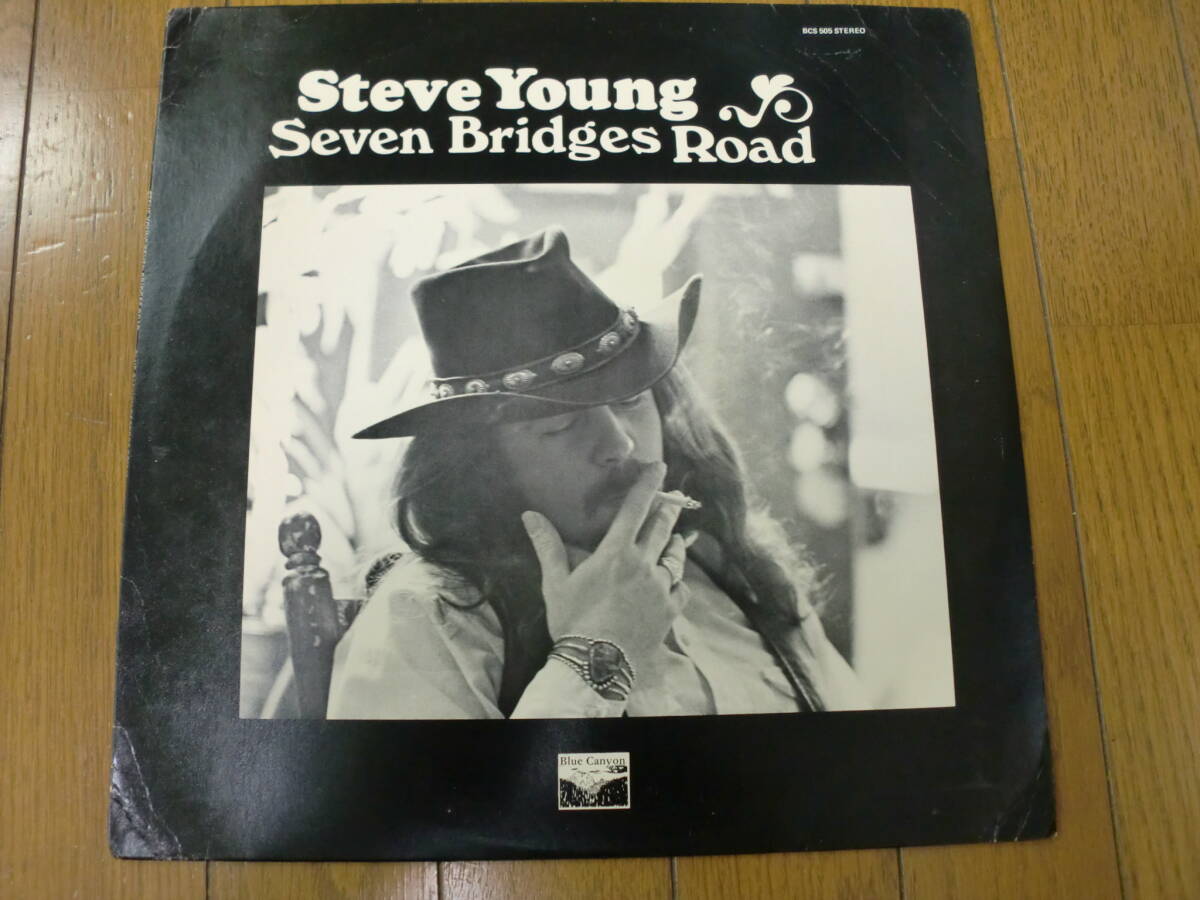 BCS 505 STEREO
Steve Young
Seven Bridges Road
Blue Canyon